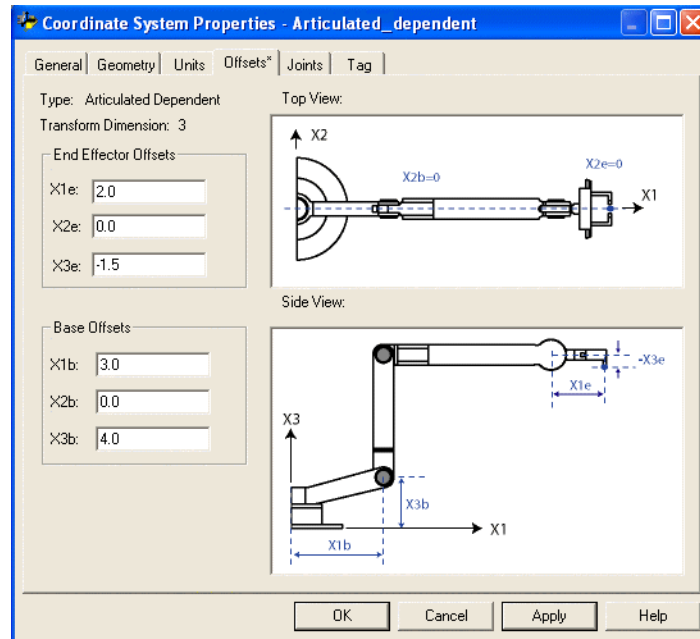 Coordinate System Properties - Articulated_dependent
General Geometry Units Offsets* Joints Tag
Type: Articulated Dependent
Transform Dimension: 3
End Effector Offsets
X1e: 2.0
X2e: 0.0
X3e: -1.5
Base Offsets
X1b: 3.0
X2b: 0.0
X3b: 4.0
Top View:
X2
X2b=0
X2e=0
X1
Side View:
-X3e
X1e
X3
X3b
X1
X1b
OK Cancel Apply Help